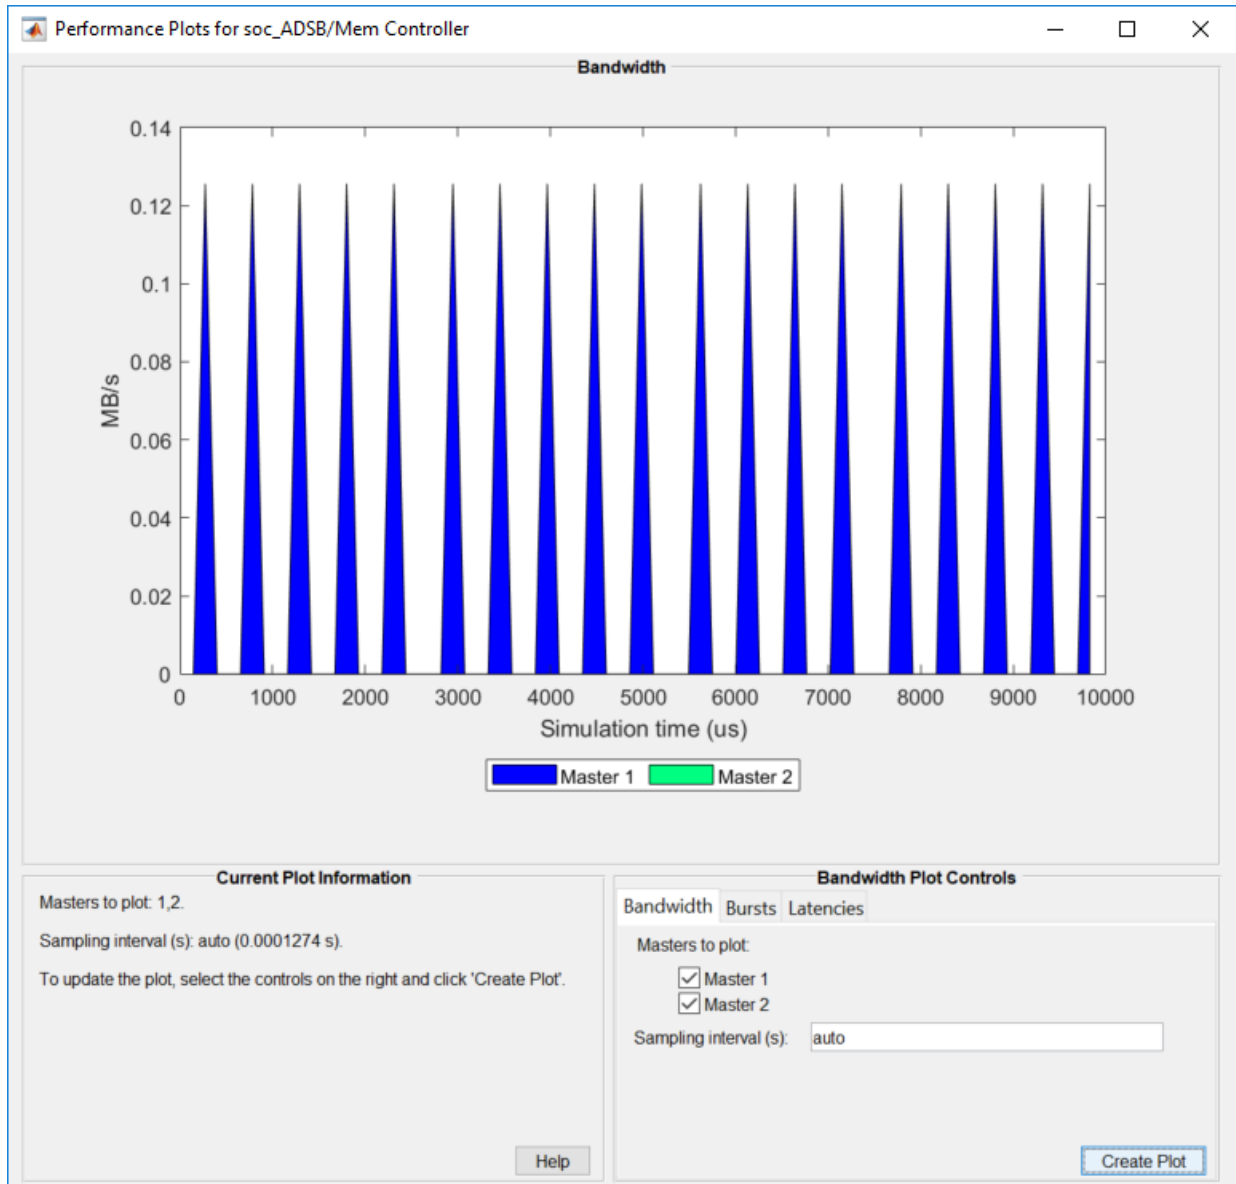 Performance Plots for soc_ADSB/Mem Controller
Bandwidth
0.14
0.12
0.1
0.08
0.06
0.04
0.02
0
MB/s
0 1000 2000 3000 4000 5000 6000 7000 8000 9000 10000
Simulation time (us)
Master 1 Master 2
Current Plot Information
Masters to plot: 1,2.
Sampling interval (s): auto (0.0001274 s).
To update the plot, select the controls on the right and click 'Create Plot'.
Help
Bandwidth Plot Controls
Bandwidth Bursts Latencies
Masters to plot:
Master 1
Master 2
Sampling interval (s): auto
Create Plot